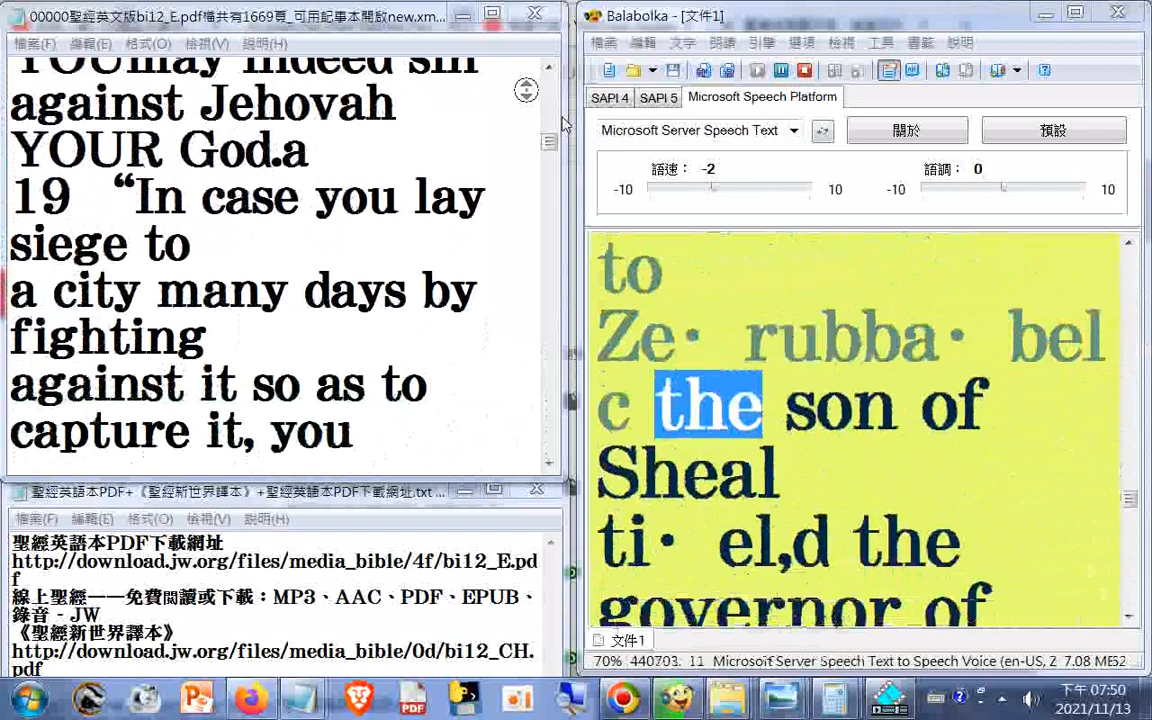 00000聖經英文版bi12_E.pdf檔共有1669頁_可用記事本開啟new.xm...
檔案(F) 編輯(E) 格式(O) 檢視(V) 說明(H)
YOUmay indeed sin
against Jehovah
YOUR God.a
19 “In case you lay
siege to
a city many days by
fighting
against it so as to
capture it, you
聖經英語本PDF+《聖經新世界譯本》+聖經英語本PDF下載網址.txt ...
檔案(F) 編輯(E) 格式(O) 檢視(V) 說明(H)
聖經英語本PDF下載網址
http://download.jw.org/files/media_bible/4f/bi12_E.pd
f
線上聖經——免費閱讀或下載：MP3、AAC、PDF、EPUB、
錄音 - JW
《聖經新世界譯本》
http://download.jw.org/files/media_bible/0d/bi12_CH.
pdf
Balabolka - [文件1]
檔案 編輯 文字 朗讀 引擎 選項 檢視 工具 書籤 說明
SAPI 4 SAPI 5 Microsoft Speech Platform
Microsoft Server Speech Text 關於 預設
語速： -2 語調： 0
-10 10 -10 10
to
Ze· rubba· bel
c the son of
Sheal
ti· el,d the
governor of
文件1
70% 440703: 11 Microsoft Server Speech Text to Speech Voice (en-US, Z 7.08 ME52
PDF
下午 07:50
2021/11/13